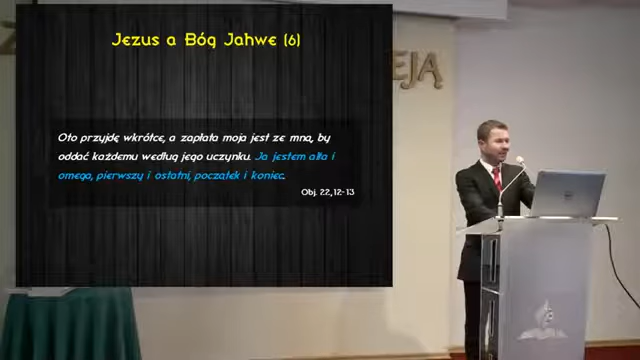 Jezus a Bóg Jahwe (6)
EJĄ
Oto przyjdę wkrótce, a zapłata moja jest ze mną, by
oddać każdemu według jego uczynku. Ja jestem alfa i
omega, pierwszy i ostatni, początek i koniec.
Obj. 22,12-13
DELL